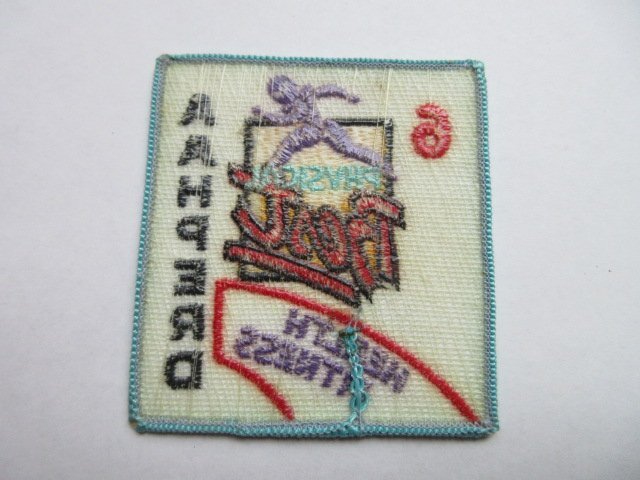 AAHPERD
6
PHYSICAL
HEALTH
FITNESS